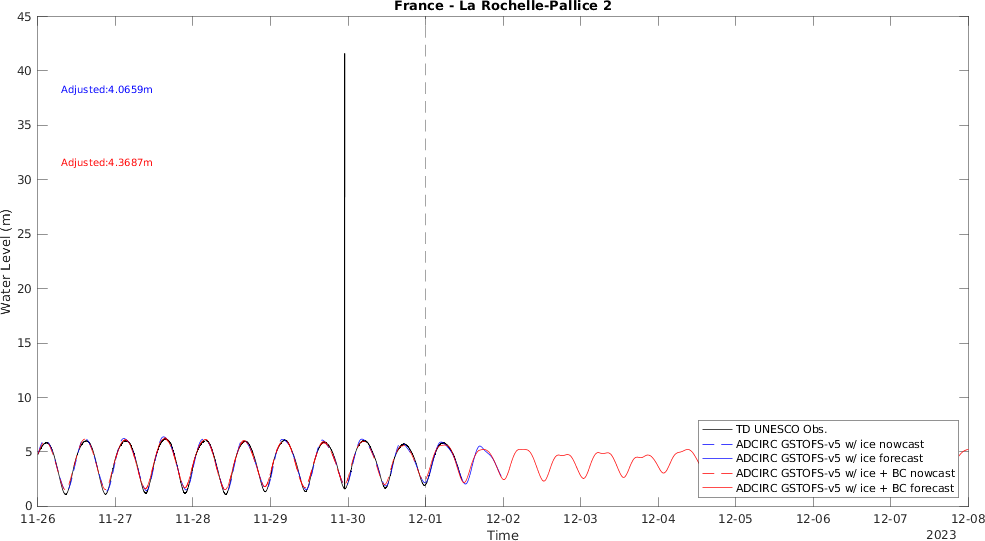 France - La Rochelle-Pallice 2
45
40
35
30
25
20
15
10
5
0
Water Level (m)
Adjusted:4.0659m
Adjusted:4.3687m
TD UNESCO Obs.
ADCIRC GSTOFS-v5 w/ ice nowcast
ADCIRC GSTOFS-v5 w/ ice forecast
ADCIRC GSTOFS-v5 w/ ice + BC nowcast
ADCIRC GSTOFS-v5 w/ ice + BC forecast
11-26 11-27 11-28 11-29 11-30 12-01 12-02 12-03 12-04 12-05 12-06 12-07 12-08
Time
2023